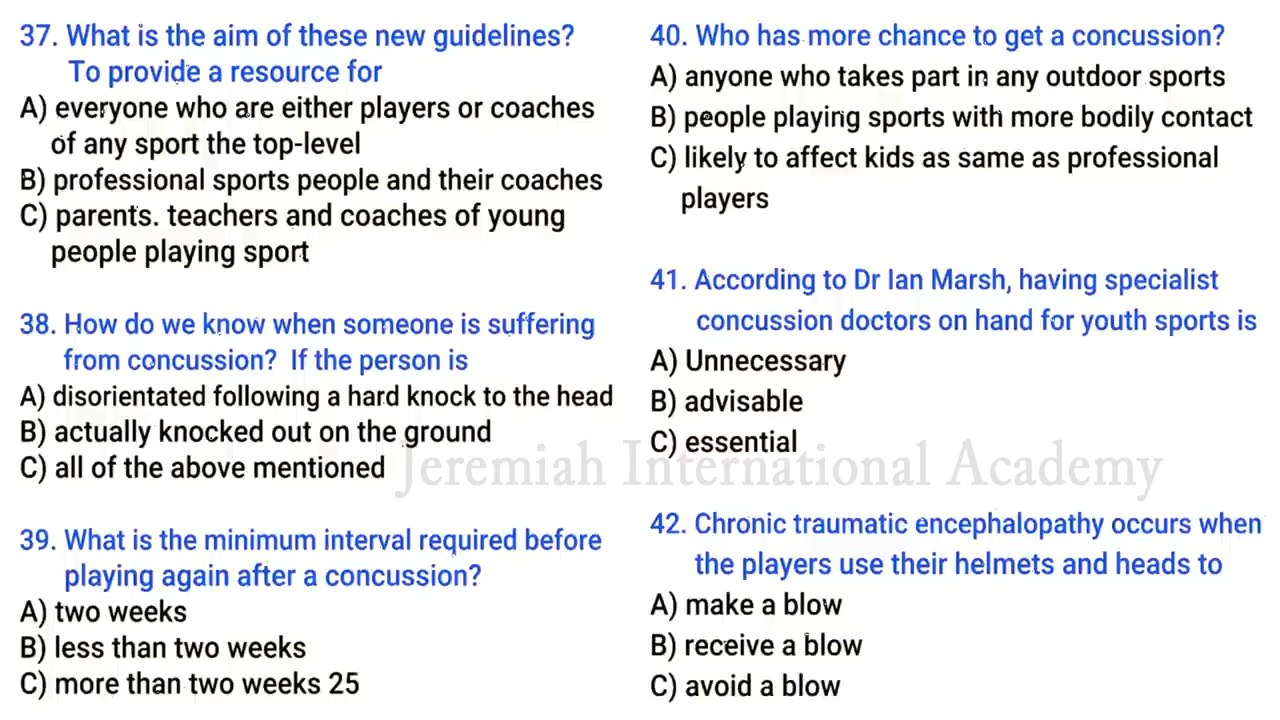 37. What is the aim of these new guidelines?
To provide a resource for
A) everyone who are either players or coaches
of any sport the top-level
B) professional sports people and their coaches
C) parents. teachers and coaches of young
people playing sport
38. How do we know when someone is suffering
from concussion? If the person is
A) disorientated following a hard knock to the head
B) actually knocked out on the ground
C) all of the above mentioned
39. What is the minimum interval required before
playing again after a concussion?
A) two weeks
B) less than two weeks
C) more than two weeks 25
40. Who has more chance to get a concussion?
A) anyone who takes part in any outdoor sports
B) people playing sports with more bodily contact
C) likely to affect kids as same as professional
players
41. According to Dr Ian Marsh, having specialist
concussion doctors on hand for youth sports is
A) Unnecessary
B) advisable
C) essential
42. Chronic traumatic encephalopathy occurs when
the players use their helmets and heads to
A) make a blow
B) receive a blow
C) avoid a blow
Jeremiah International Academy